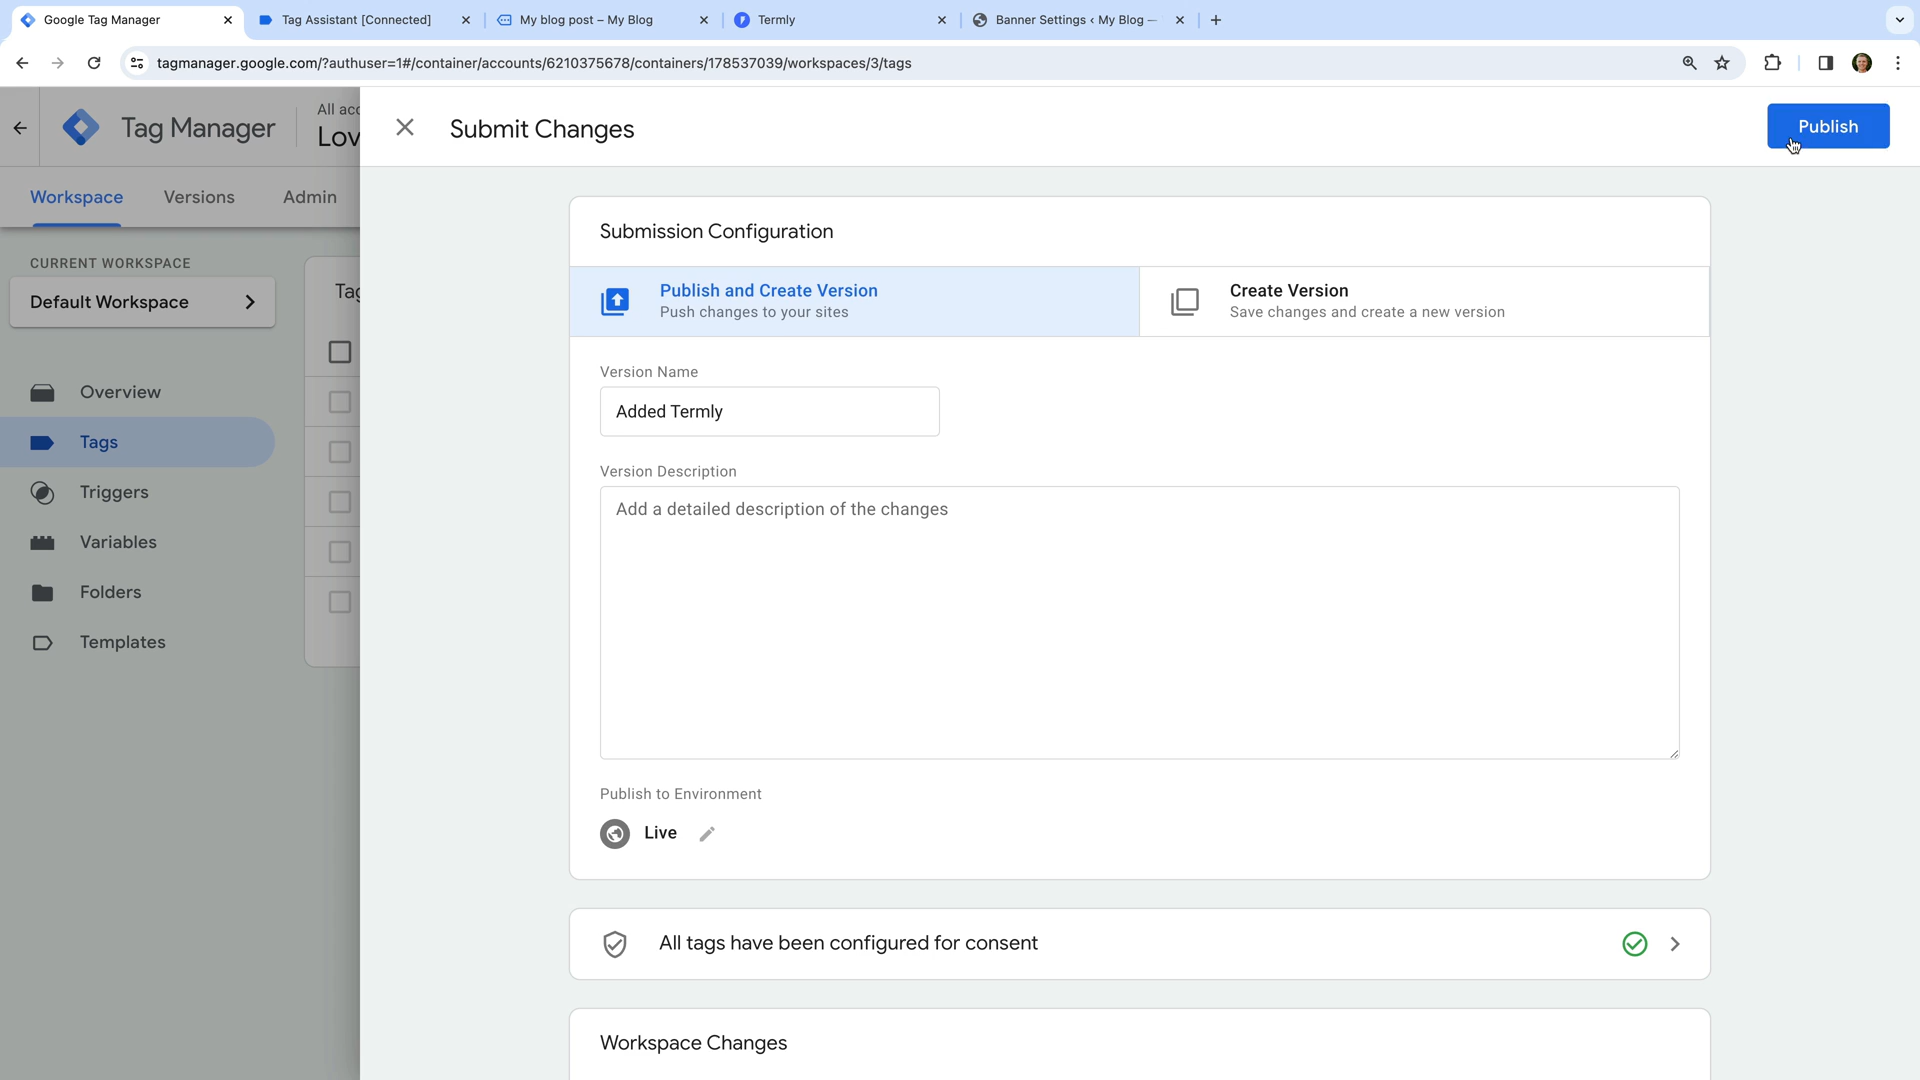 Google Tag Manager
Tag Assistant [Connected]
My blog post – My Blog
Termly
Banner Settings ‹ My Blog —
tagmanager.google.com/?authuser=1#/container/accounts/6210375678/containers/178537039/workspaces/3/tags
Tag Manager
All acc
Lov
Submit Changes
Publish
Workspace
Versions
Admin
CURRENT WORKSPACE
Default Workspace
Overview
Tags
Triggers
Variables
Folders
Templates
Tag
Submission Configuration
Publish and Create Version
Push changes to your sites
Create Version
Save changes and create a new version
Version Name
Added Termly
Version Description
Add a detailed description of the changes
Publish to Environment
Live
All tags have been configured for consent
Workspace Changes